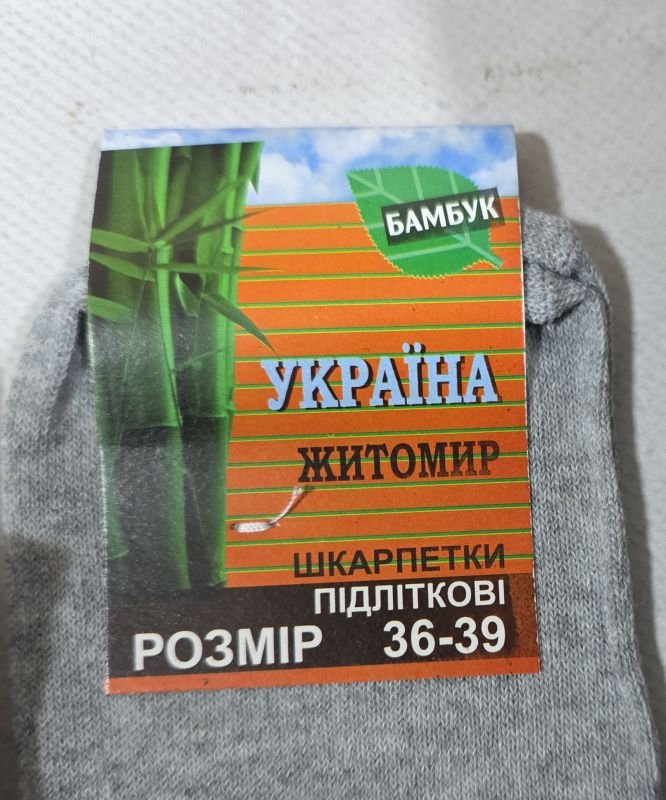 БАМБУК
УКРАЇНА
ЖИТОМИР
ШКАРПЕТКИ
ПІДЛІТКОВІ
РОЗМІР 36-39